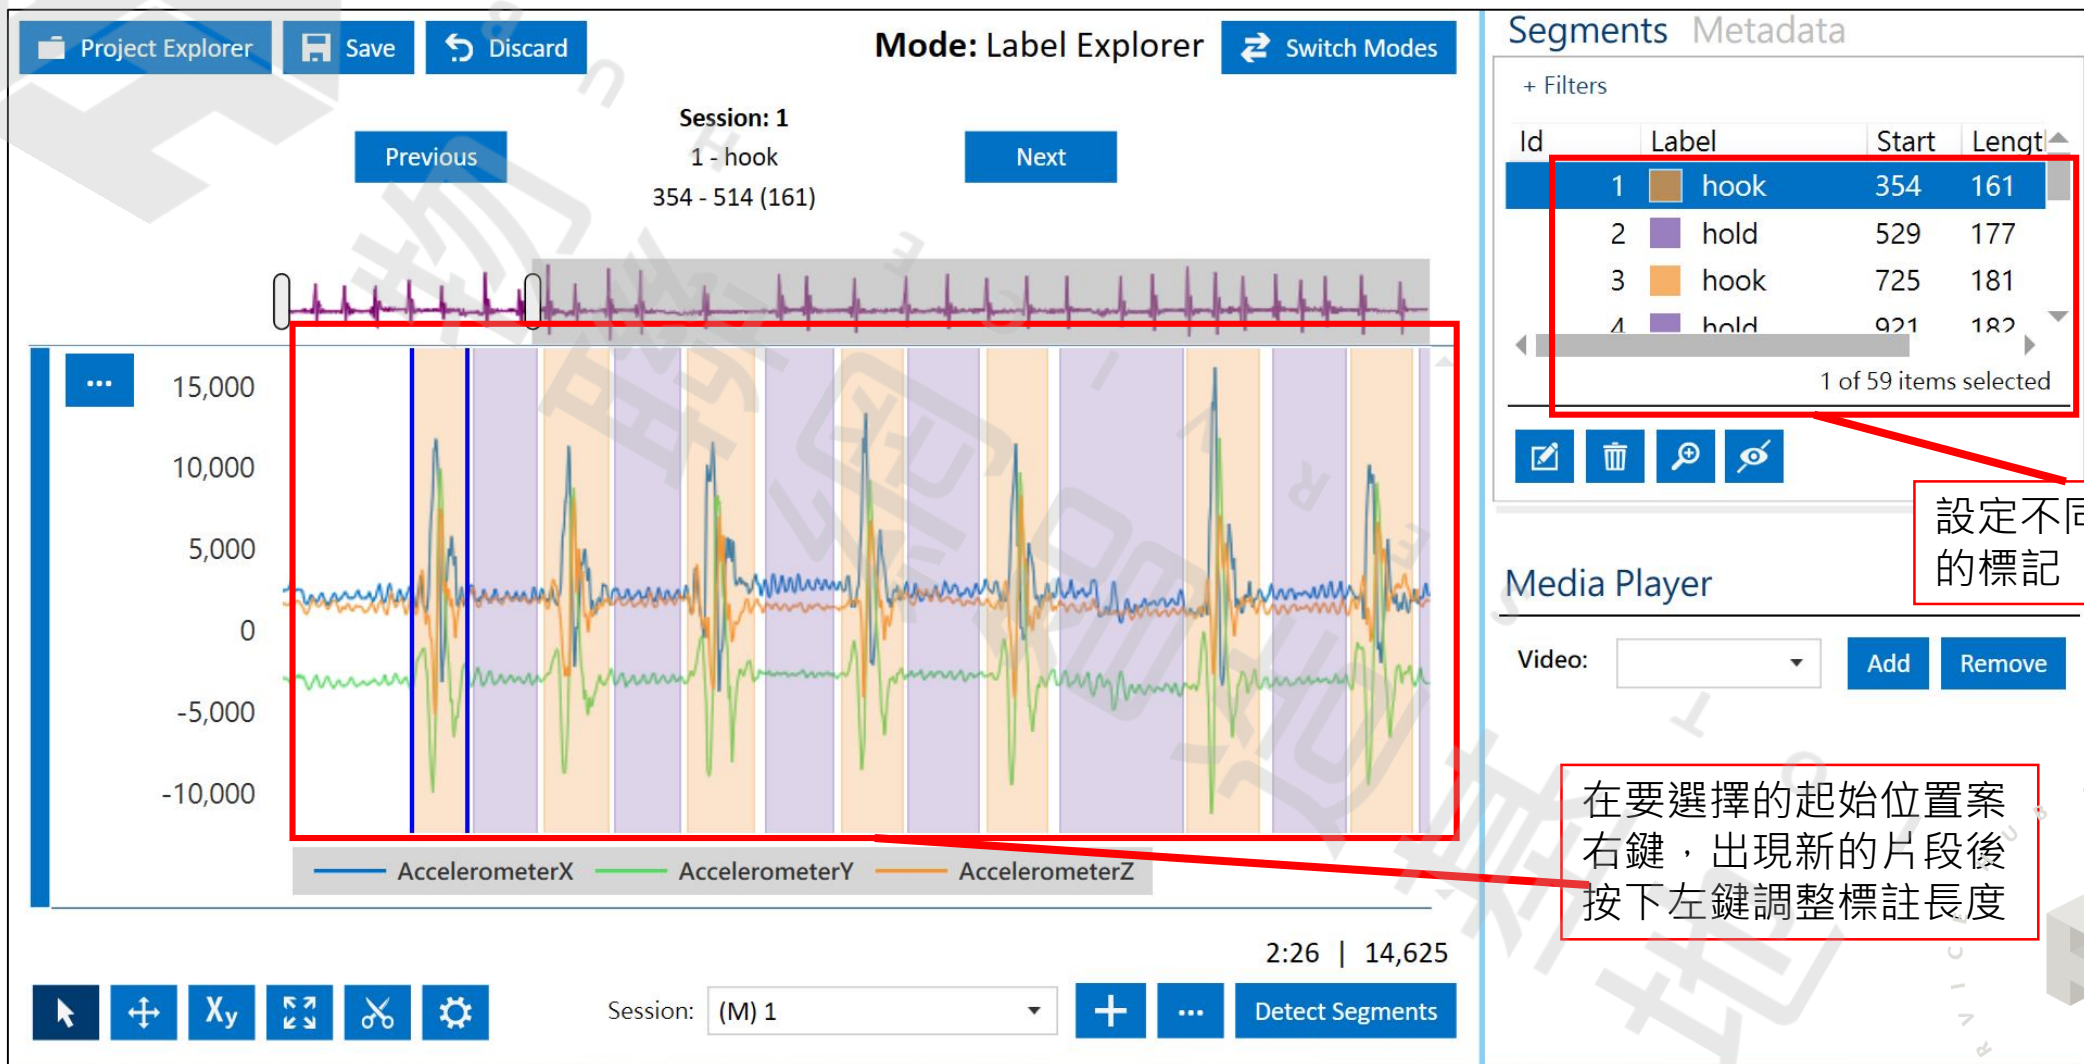 Project Explorer
Save
Discard
Mode: Label Explorer
Switch Modes
Session: 1
Previous
1 - hook
Next
354 - 514 (161)
...
15,000
10,000
5,000
0
-5,000
-10,000
AccelerometerX
AccelerometerY
AccelerometerZ
2:26 | 14,625
Xy
Session:
(M) 1
+
...
Detect Segments
Segments Metadata
+ Filters
Id Label Start Lengt
1 hook 354 161
2 hold 529 177
3 hook 725 181
4 hold 921 182
1 of 59 items selected
設定不同
的標記
Media Player
Video:
Add
Remove
在要選擇的起始位置案
右鍵，出現新的片段後
按下左鍵調整標註長度